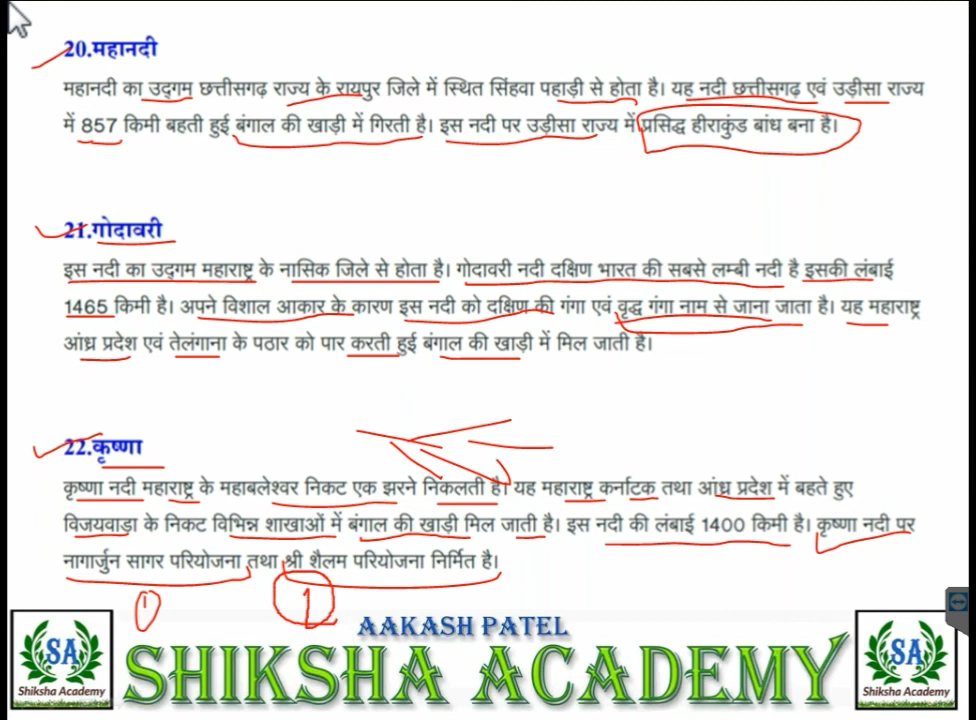 20.महानदी
महानदी का उद्गम छत्तीसगढ़ राज्य के रायपुर जिले में स्थित सिंहवा पहाड़ी से होता है। यह नदी छत्तीसगढ़ एवं उड़ीसा राज्य
में 857 किमी बहती हुई बंगाल की खाड़ी में गिरती है। इस नदी पर उड़ीसा राज्य में प्रसिद्ध हीराकुंड बांध बना है।
21.गोदावरी
इस नदी का उद्गम महाराष्ट्र के नासिक जिले से होता है। गोदावरी नदी दक्षिण भारत की सबसे लम्बी नदी है इसकी लंबाई
1465 किमी है। अपने विशाल आकार के कारण इस नदी को दक्षिण की गंगा एवं वृद्ध गंगा नाम से जाना जाता है। यह महाराष्ट्र
आंध्र प्रदेश एवं तेलंगाना के पठार को पार करती हुई बंगाल की खाड़ी में मिल जाती है।
22.कृष्णा
कृष्णा नदी महाराष्ट्र के महाबलेश्वर निकट एक झरने निकलती है। यह महाराष्ट्र कर्नाटक तथा आंध्र प्रदेश में बहते हुए
विजयवाड़ा के निकट विभिन्न शाखाओं में बंगाल की खाड़ी मिल जाती है। इस नदी की लंबाई 1400 किमी है। कृष्णा नदी पर
नागार्जुन सागर परियोजना तथा श्री शैलम परियोजना निर्मित है।
1 1
AAKASH PATEL
SA Shiksha Academy SHIKSHA ACADEMY SA Shiksha Academy